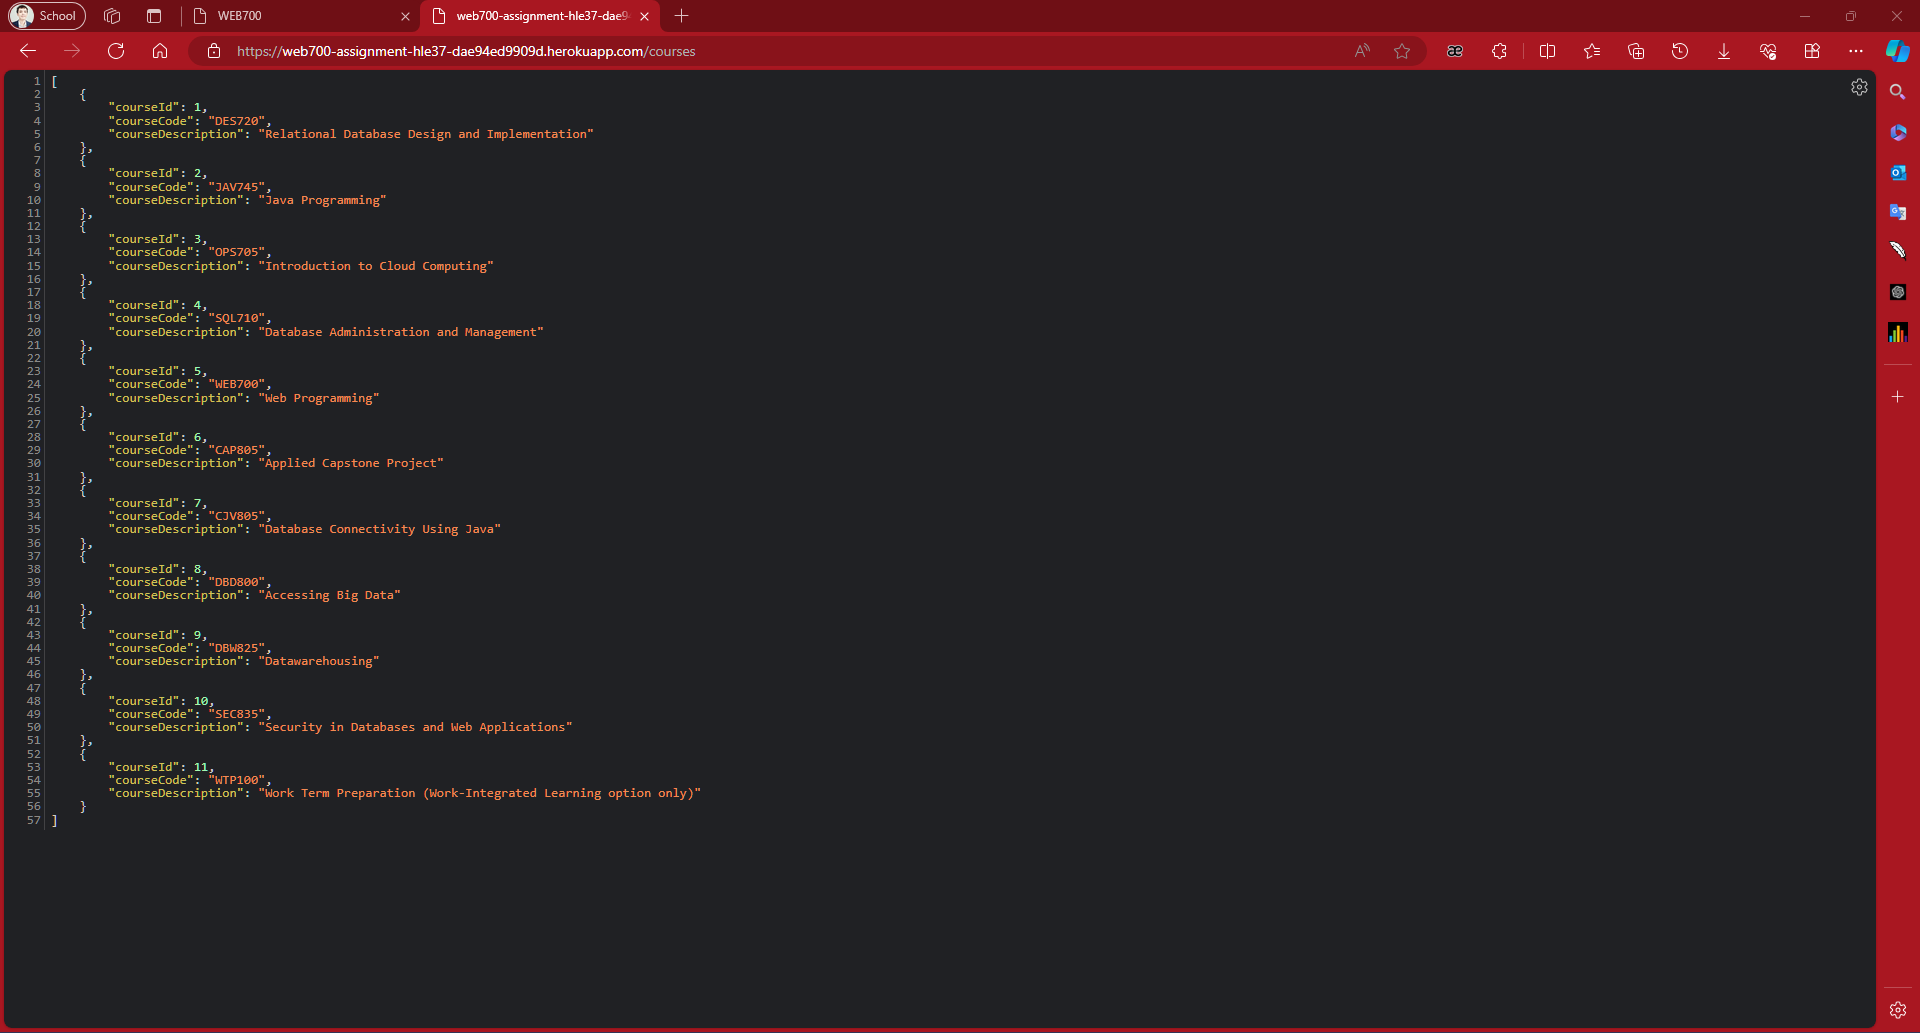 School
WEB700
web700-assignment-hle37-dae9
https://web700-assignment-hle37-dae94ed9909d.herokuapp.com/courses
1 [
2 {
3 "courseId": 1,
4 "courseCode": "DES720",
5 "courseDescription": "Relational Database Design and Implementation"
6 },
7 {
8 "courseId": 2,
9 "courseCode": "JAV745",
10 "courseDescription": "Java Programming"
11 },
12 {
13 "courseId": 3,
14 "courseCode": "OPS705",
15 "courseDescription": "Introduction to Cloud Computing"
16 },
17 {
18 "courseId": 4,
19 "courseCode": "SQL710",
20 "courseDescription": "Database Administration and Management"
21 },
22 {
23 "courseId": 5,
24 "courseCode": "WEB700",
25 "courseDescription": "Web Programming"
26 },
27 {
28 "courseId": 6,
29 "courseCode": "CAP805",
30 "courseDescription": "Applied Capstone Project"
31 },
32 {
33 "courseId": 7,
34 "courseCode": "CJV805",
35 "courseDescription": "Database Connectivity Using Java"
36 },
37 {
38 "courseId": 8,
39 "courseCode": "DBD800",
40 "courseDescription": "Accessing Big Data"
41 },
42 {
43 "courseId": 9,
44 "courseCode": "DBW825",
45 "courseDescription": "Datawarehousing"
46 },
47 {
48 "courseId": 10,
49 "courseCode": "SEC835",
50 "courseDescription": "Security in Databases and Web Applications"
51 },
52 {
53 "courseId": 11,
54 "courseCode": "WTP100",
55 "courseDescription": "Work Term Preparation (Work-Integrated Learning option only)"
56 }
57 ]